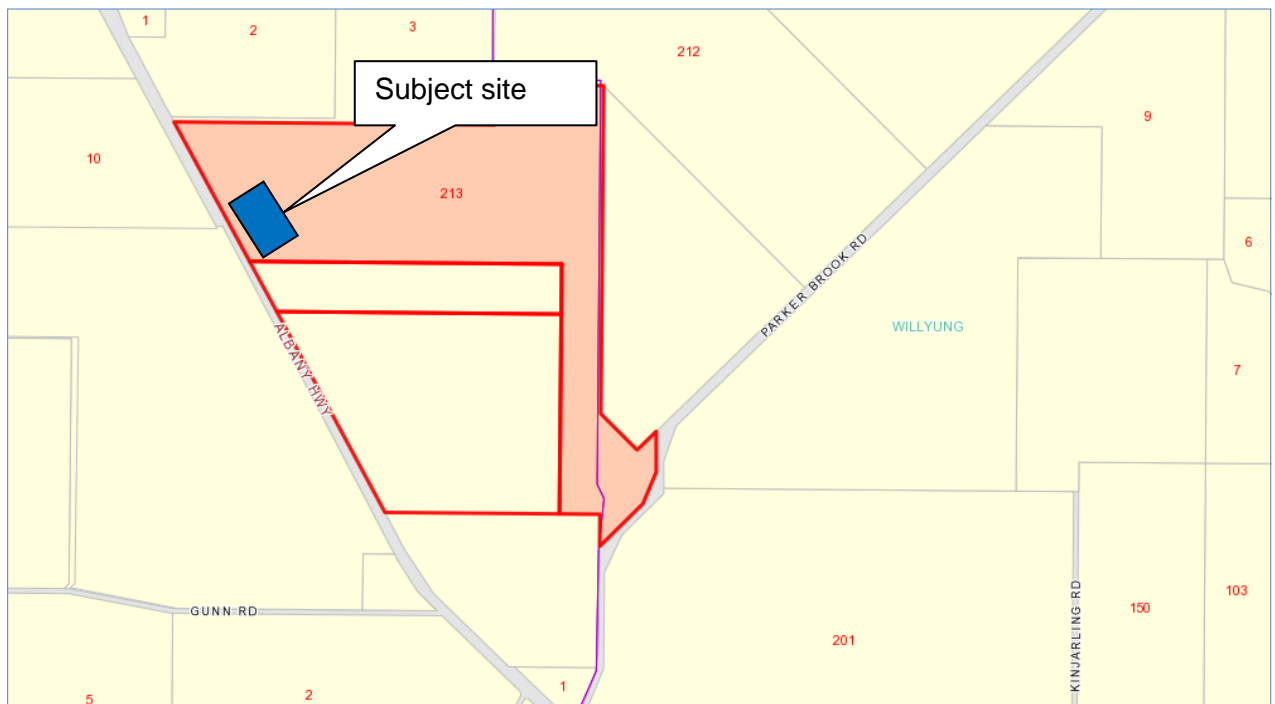 1
2
3
212
Subject site
9
10
213
6
PARKER BROOK RD
WILLYUNG
ALBANY HWY
7
GUNN RD
KINJARLING RD
103
150
201
1
2
5